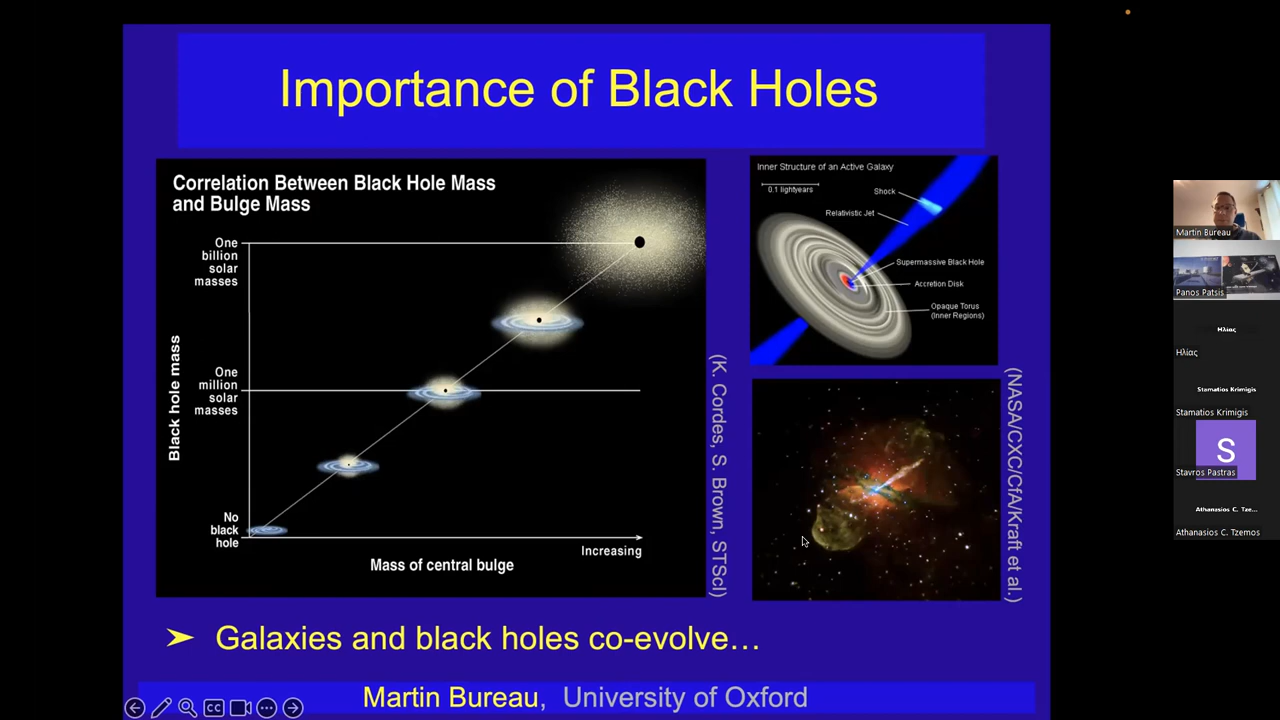 Importance of Black Holes
Correlation Between Black Hole Mass
and Bulge Mass
One
billion
solar
masses
One
million
solar
masses
No
black
hole
Black hole mass
Mass of central bulge
Increasing
(K. Cordes, S. Brown, STScI)
Inner Structure of an Active Galaxy
0.1 lightyears
Shock
Relativistic Jet
Supermassive Black Hole
Accretion Disk
Opaque Torus
(Inner Regions)
(NASA/CXC/CfA/Kraft et al.)
➤ Galaxies and black holes co-evolve…
Martin Bureau, University of Oxford
CC
Martin Bureau
Panos Patsis
Ηλίας
Ηλίας
Stamatios Krimigis
Stamatios Krimigis
S
Stavros Pastras
Athanasios C. Tze...
Athanasios C. Tzemos